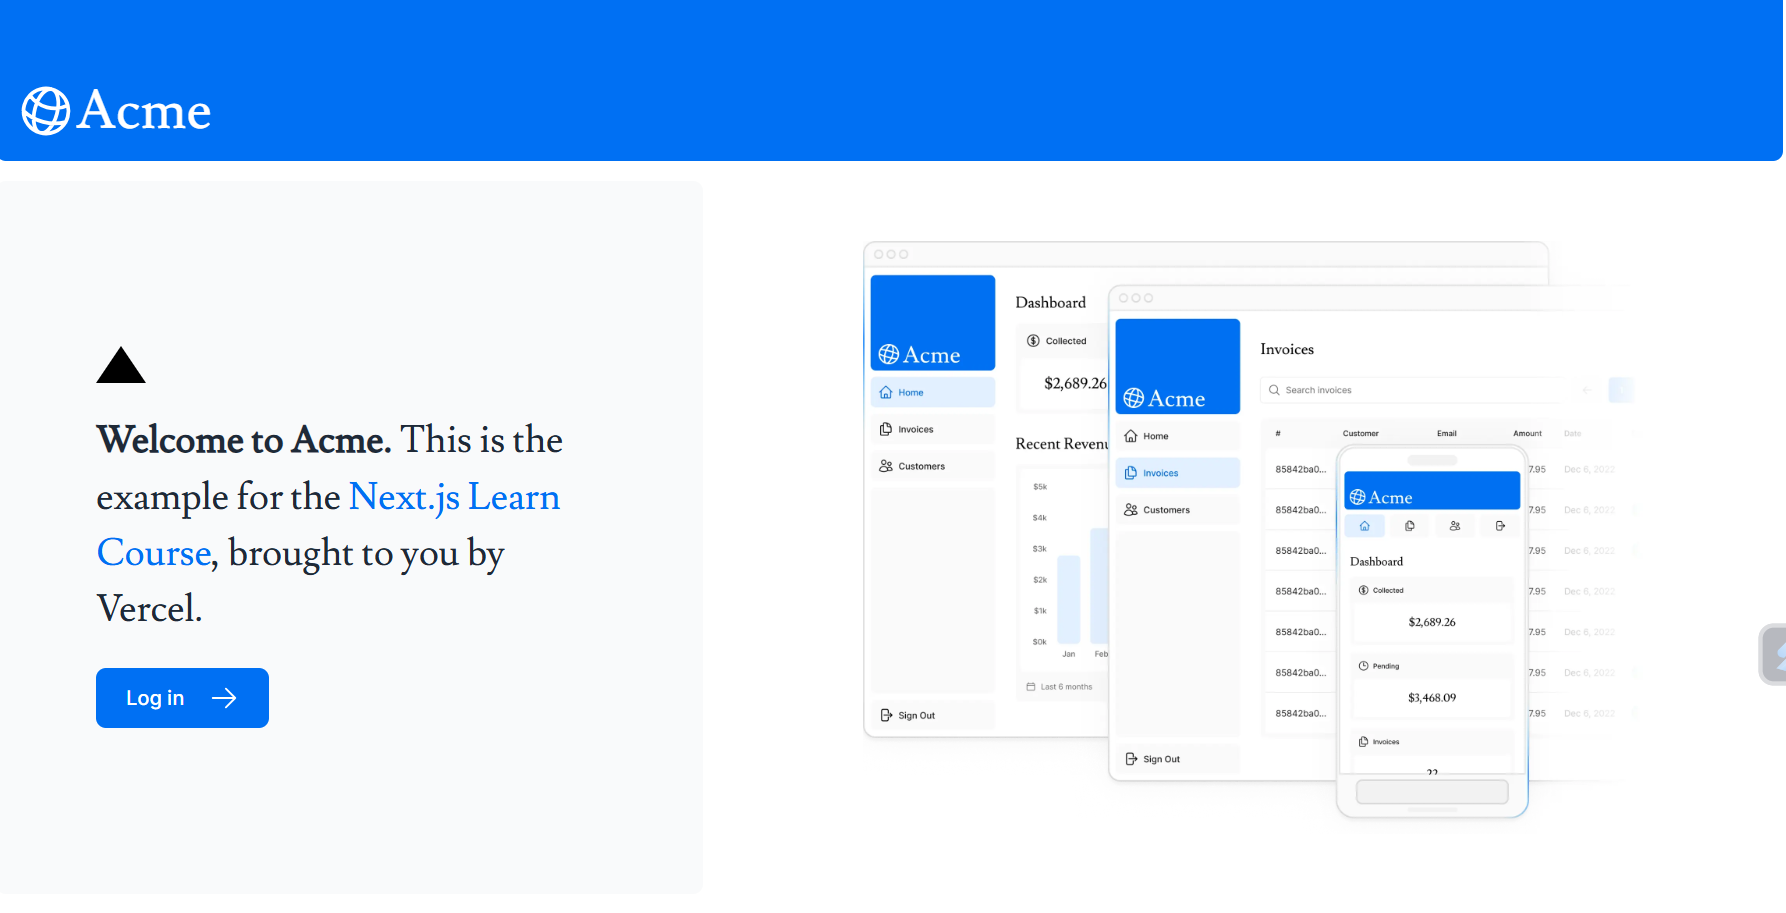 Acme
Welcome to Acme. This is the
example for the Next.js Learn
Course, brought to you by
Vercel.
Log in
Acme
Home
Invoices
Customers
Sign Out
Dashboard
Collected
$2,689.26
Recent Revenu
$5k
$4k
$3k
$2k
$1k
$0k
Jan Feb
Last 6 months
Acme
Home
Invoices
Customers
Sign Out
Invoices
Search invoices
# Customer Email Amount Date
85842ba0... 7.95 Dec 6, 2022
85842ba0... 7.95 Dec 6, 2022
85842ba0... 7.95 Dec 6, 2022
85842ba0... 7.95 Dec 6, 2022
85842ba0... 7.95 Dec 6, 2022
85842ba0... 7.95 Dec 6, 2022
85842ba0... 7.95 Dec 6, 2022
Acme
Dashboard
Collected
$2,689.26
Pending
$3,468.09
Invoices
22